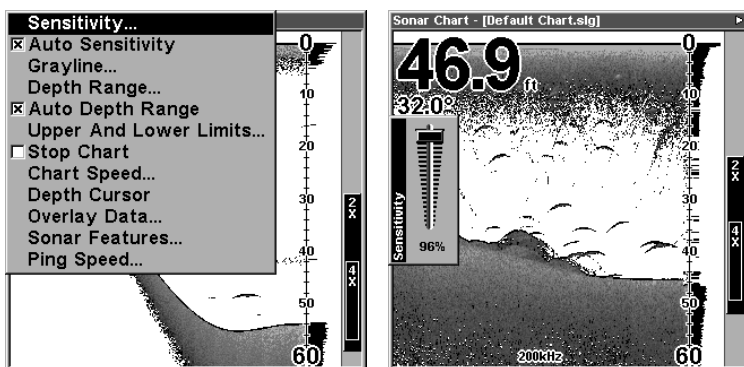 Sensitivity...
Auto Sensitivity
Grayline...
Depth Range...
Auto Depth Range
Upper And Lower Limits...
Stop Chart
Chart Speed...
Depth Cursor
Overlay Data...
Sonar Features...
Ping Speed...
0
10
20
30
40
50
60
2X
4X
Sonar Chart - [Default Chart.slg]
46.9 ft
32.0°
Sensitivity
96%
0
10
20
30
40
50
60
2X
4X
200kHz